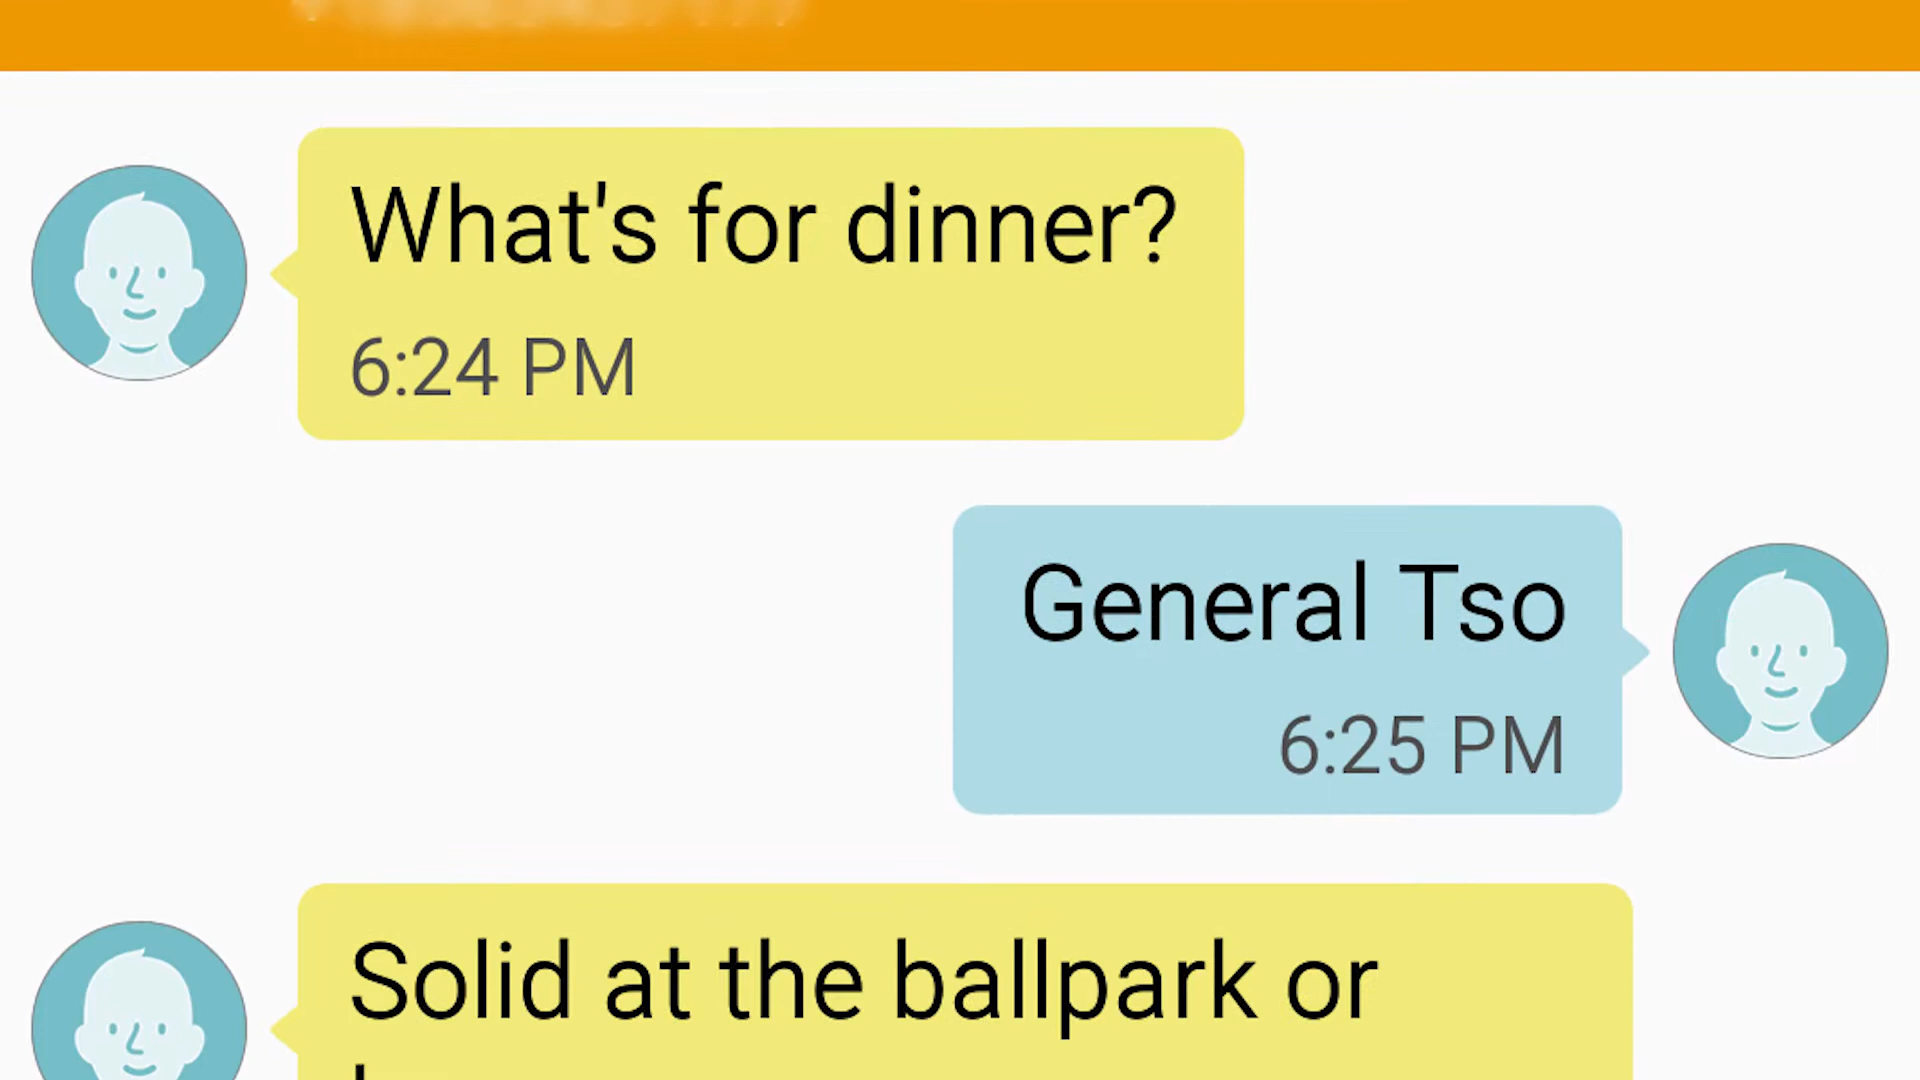 What's for dinner?
6:24 PM
General Tso
6:25 PM
Solid at the ballpark or